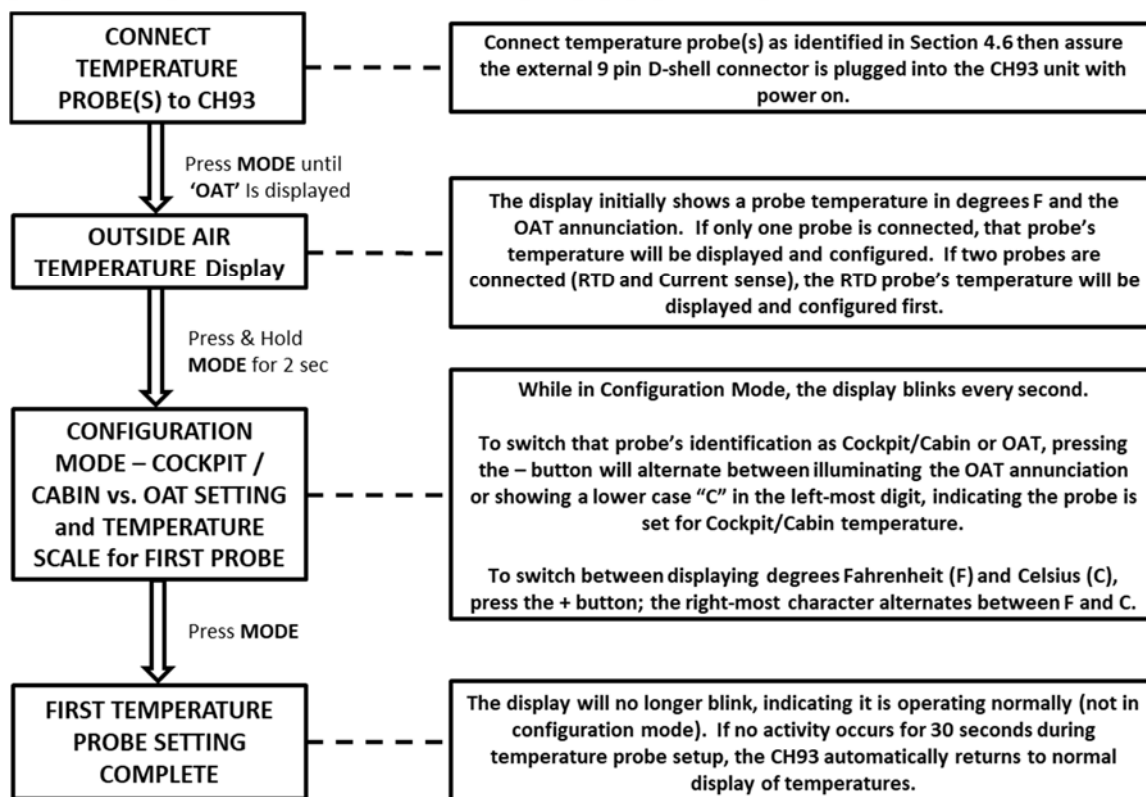 CONNECT
TEMPERATURE
PROBE(S) to CH93
Connect temperature probe(s) as identified in Section 4.6 then assure
the external 9 pin D-shell connector is plugged into the CH93 unit with
power on.
Press MODE until
‘OAT’ Is displayed
OUTSIDE AIR
TEMPERATURE Display
The display initially shows a probe temperature in degrees F and the
OAT annunciation. If only one probe is connected, that probe’s
temperature will be displayed and configured. If two probes are
connected (RTD and Current sense), the RTD probe’s temperature will be
displayed and configured first.
Press & Hold
MODE for 2 sec
CONFIGURATION
MODE – COCKPIT /
CABIN vs. OAT SETTING
and TEMPERATURE
SCALE for FIRST PROBE
While in Configuration Mode, the display blinks every second.
To switch that probe’s identification as Cockpit/Cabin or OAT, pressing
the – button will alternate between illuminating the OAT annunciation
or showing a lower case “C” in the left-most digit, indicating the probe is
set for Cockpit/Cabin temperature.
To switch between displaying degrees Fahrenheit (F) and Celsius (C),
press the + button; the right-most character alternates between F and C.
Press MODE
FIRST TEMPERATURE
PROBE SETTING
COMPLETE
The display will no longer blink, indicating it is operating normally (not in
configuration mode). If no activity occurs for 30 seconds during
temperature probe setup, the CH93 automatically returns to normal
display of temperatures.